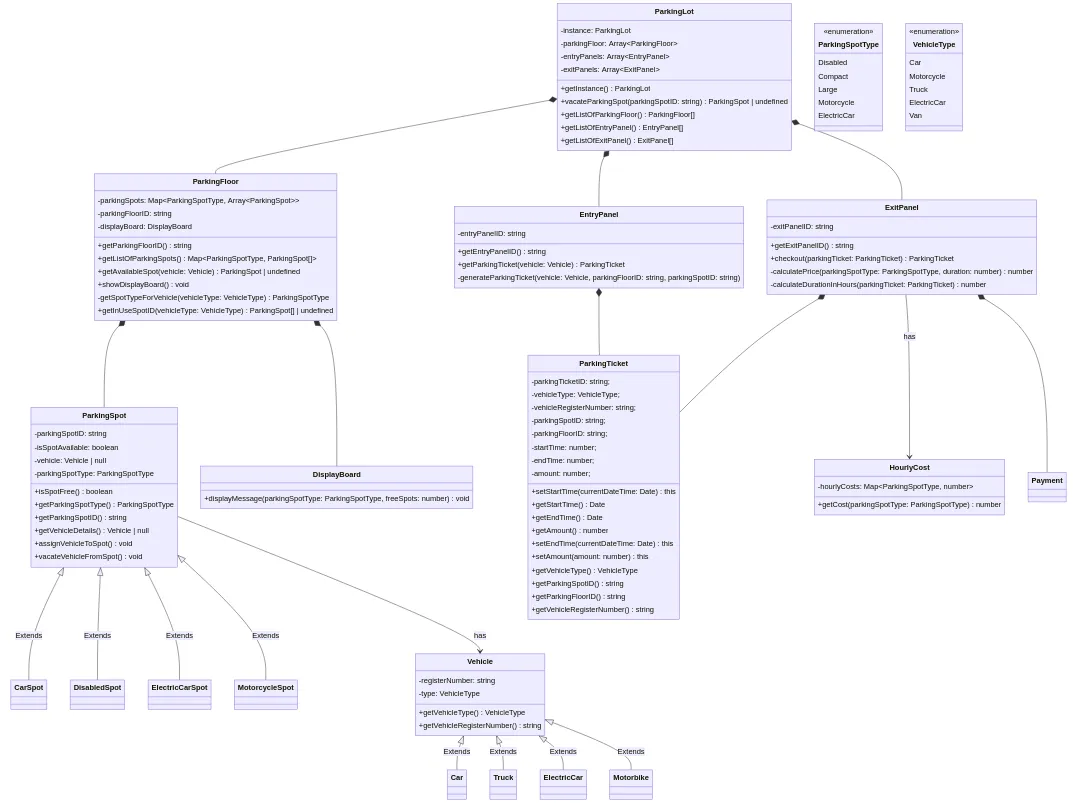 ParkingLot
-instance: ParkingLot
-parkingFloor: Array<ParkingFloor>
-entryPanels: Array<EntryPanel>
-exitPanels: Array<ExitPanel>
+getInstance() : ParkingLot
+vacateParkingSpot(parkingSpotID: string) : ParkingSpot | undefined
+getListOfParkingFloor() : ParkingFloor[]
+getListOfEntryPanel() : EntryPanel[]
+getListOfExitPanel() : ExitPanel[]
«enumeration»
ParkingSpotType
Disabled
Compact
Large
Motorcycle
ElectricCar
«enumeration»
VehicleType
Car
Motorcycle
Truck
ElectricCar
Van
ParkingFloor
-parkingSpots: Map<ParkingSpotType, Array<ParkingSpot>>
-parkingFloorID: string
-displayBoard: DisplayBoard
+getParkingFloorID() : string
+getListOfParkingSpots() : Map<ParkingSpotType, ParkingSpot[]>
+getAvailableSpot(vehicle: Vehicle) : ParkingSpot | undefined
+showDisplayBoard() : void
-getSpotTypeForVehicle(vehicleType: VehicleType) : ParkingSpotType
+getInUseSpotID(vehicleType: VehicleType) : ParkingSpot[] | undefined
EntryPanel
-entryPanelID: string
+getEntryPanelID() : string
+getParkingTicket(vehicle: Vehicle) : ParkingTicket
-generateParkingTicket(vehicle: Vehicle, parkingFloorID: string, parkingSpotID: string)
ExitPanel
-exitPanelID: string
+getExitPanelID() : string
+checkout(parkingTicket: ParkingTicket) : ParkingTicket
-calculatePrice(parkingSpotType: ParkingSpotType, duration: number) : number
-calculateDurationInHours(parkingTicket: ParkingTicket) : number
has
ParkingTicket
-parkingTicketID: string;
-vehicleType: VehicleType;
-vehicleRegisterNumber: string;
-parkingSpotID: string;
-parkingFloorID: string;
-startTime: number;
-endTime: number;
-amount: number;
+setStartTime(currentDateTime: Date) : this
+getStartTime() : Date
+getEndTime() : Date
+getAmount() : number
+setEndTime(currentDateTime: Date) : this
+setAmount(amount: number) : this
+getVehicleType() : VehicleType
+getParkingSpotID() : string
+getParkingFloorID() : string
+getVehicleRegisterNumber() : string
ParkingSpot
-parkingSpotID: string
-isSpotAvailable: boolean
-vehicle: Vehicle | null
-parkingSpotType: ParkingSpotType
+isSpotFree() : boolean
+getParkingSpotType() : ParkingSpotType
+getParkingSpotID() : string
+getVehicleDetails() : Vehicle | null
+assignVehicleToSpot() : void
+vacateVehicleFromSpot() : void
DisplayBoard
+displayMessage(parkingSpotType: ParkingSpotType, freeSpots: number) : void
HourlyCost
-hourlyCosts: Map<ParkingSpotType, number>
+getCost(parkingSpotType: ParkingSpotType) : number
Payment
Extends
Extends
Extends
Extends
has
CarSpot
DisabledSpot
ElectricCarSpot
MotorcycleSpot
Vehicle
-registerNumber: string
-type: VehicleType
+getVehicleType() : VehicleType
+getVehicleRegisterNumber() : string
Extends
Extends
Extends
Extends
Car
Truck
ElectricCar
Motorbike